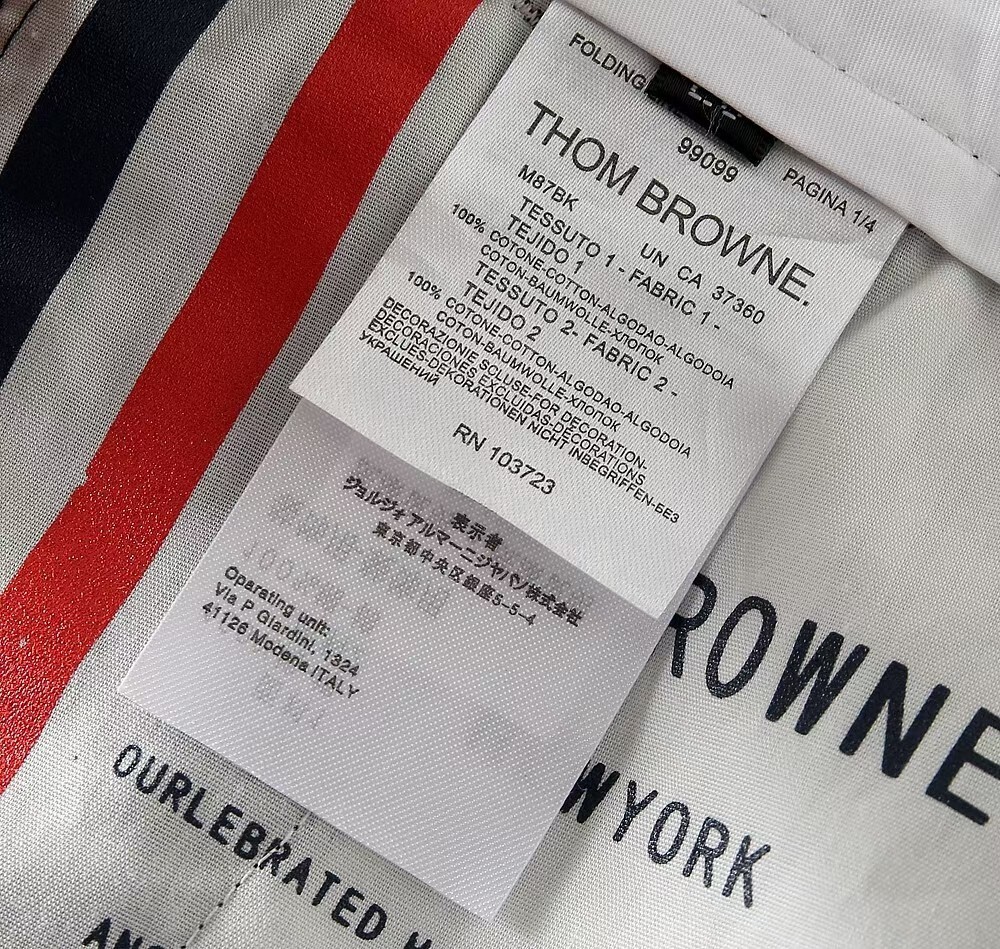 FOLDING
99099
PAGINA 1/4
THOM BROWNE.
M87BK
UN CA 37360
TESSUTO 1 - FABRIC 1 -
TEJIDO 1
100% COTONE-COTTON-ALGODAO-ALGODOIA
COTON-BAUMWOLLE-ХЛОПОК
TESSUTO 2- FABRIC 2 -
TEJIDO 2
100% COTONE.COTTON-ALGODAO-ALGODOIA
COTON-BAUMWOLLE-ХЛОПОК
DECORAZIONE SCLUSE-FOR DECORATION-
DECORACIONES EXCLUIDAS-DECORATIONS
EXCLUES-DEKORATIONEN NICHT INBEGRIFFEN-БЕЗ
УКРАШЕНИЙ
RN 103723
表示者
ジョルジォアルマーニジャパン株式会社
東京都中央区銀座5-5-4
Oparating unit:
Via P Giardini, 1324
41126 Modena.ITALY
ROWNE
WYORK
OURLEBRATED